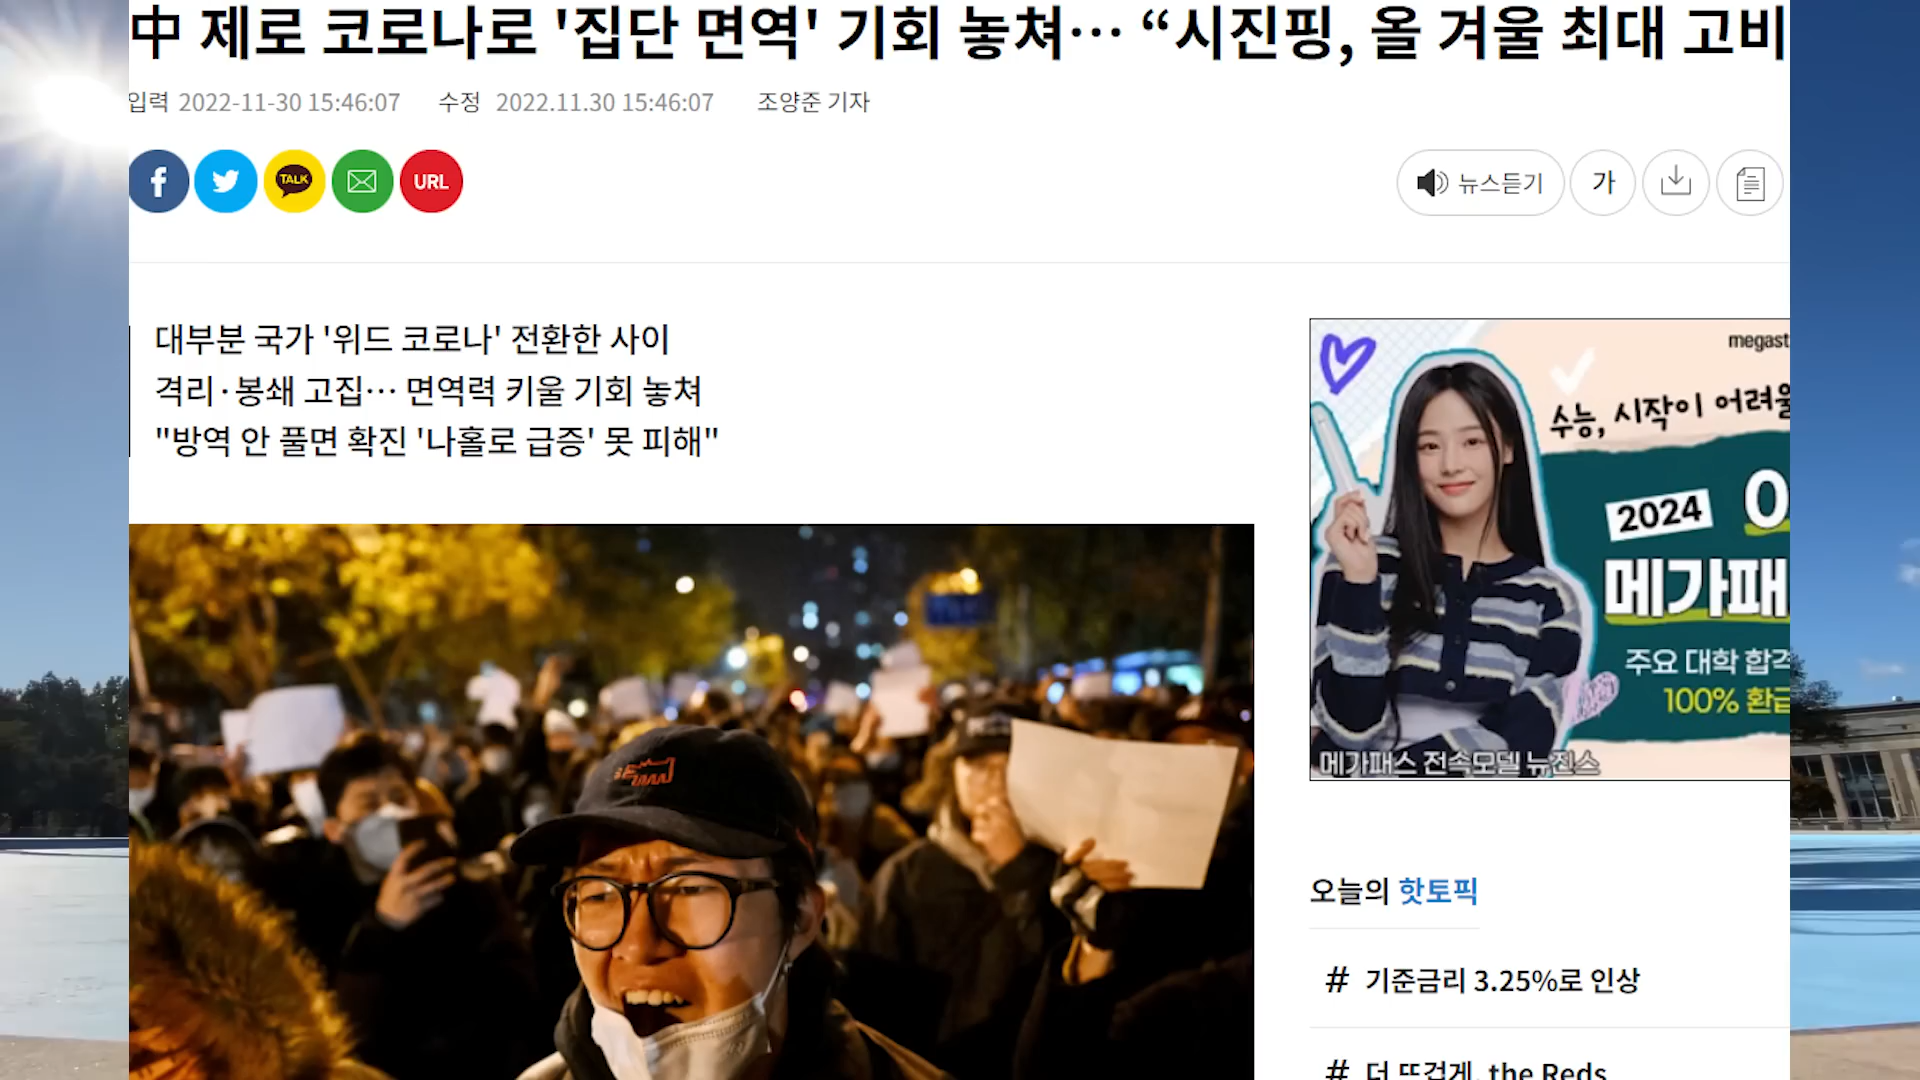 中 제로 코로나로 '집단 면역' 기회 놓쳐… “시진핑, 올 겨울 최대 고비
입력 2022-11-30 15:46:07 수정 2022.11.30 15:46:07 조양준 기자
TALK
URL
뉴스듣기
가
대부분 국가 '위드 코로나' 전환한 사이
격리·봉쇄 고집… 면역력 키울 기회 놓쳐
"방역 안 풀면 확진 '나홀로 급증' 못 피해"
megast
수능, 시작이 어려울
2024
메가패
주요 대학 합격
100% 환급
메가패스 전속모델 뉴진스
오늘의 핫토픽
# 기준금리 3.25%로 인상
# 더 뜨겁게, the Reds